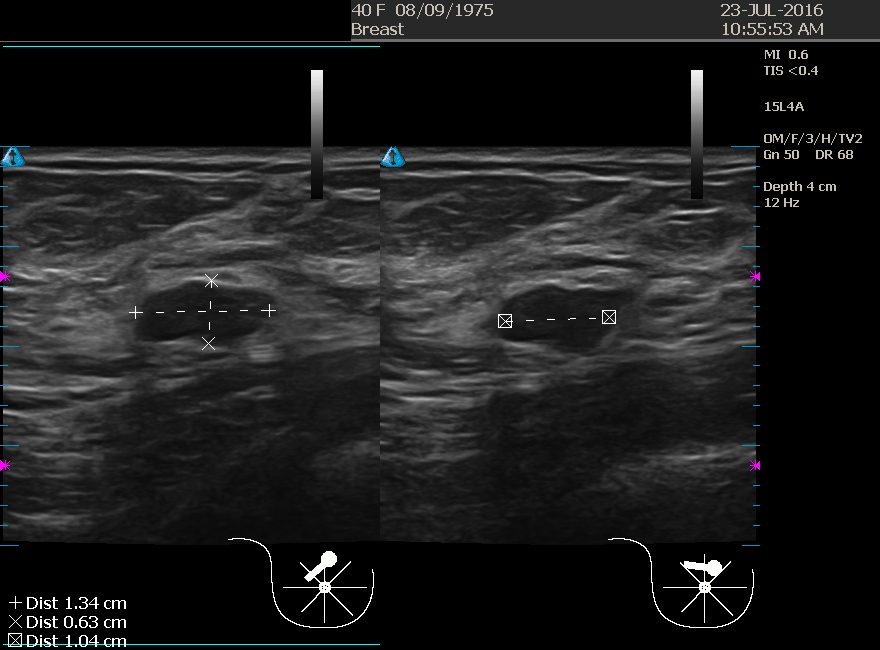 40 F 08/09/1975 23-JUL-2016
Breast 10:55:53 AM
MI 0.6
TIS <0.4
15L4A
OM/F/3/H/TV2
Gn 50 DR 68
Depth 4 cm
12 Hz
Dist 1.34 cm
Dist 0.63 cm
Dist 1.04 cm